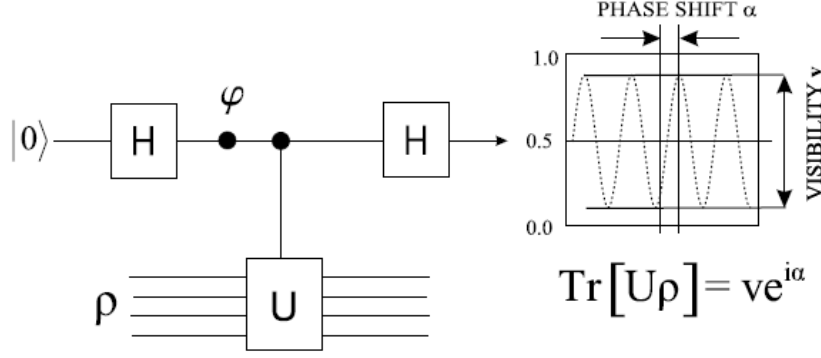 PHASE SHIFT α
1.0
φ
|0⟩ H H
0.5
VISIBILITY v
0.0
ρ U
Tr[Uρ] = ve^{iα}